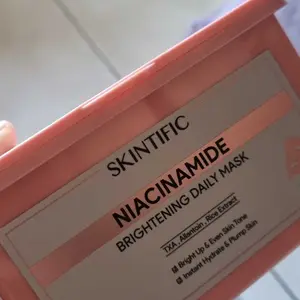 SKINTIFIC
NIACINAMIDE
BRIGHTENING DAILY MASK
TXA, Allantoin, Rice Extract
Bright Up & Even Skin Tone
Instant Hydrate & Plump Skin